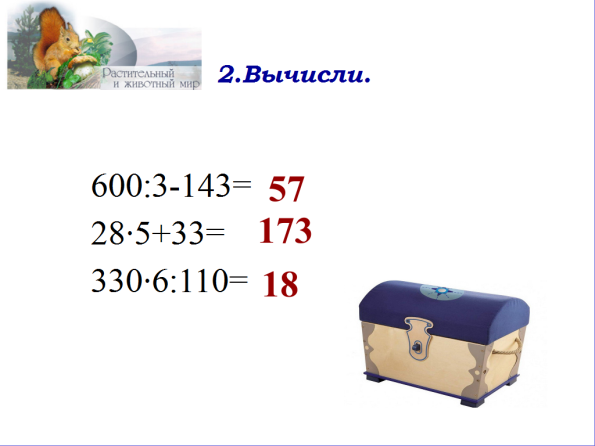 Растительный
и животный мир
2.Вычисли.
600:3-143= 57
28·5+33= 173
330·6:110= 18